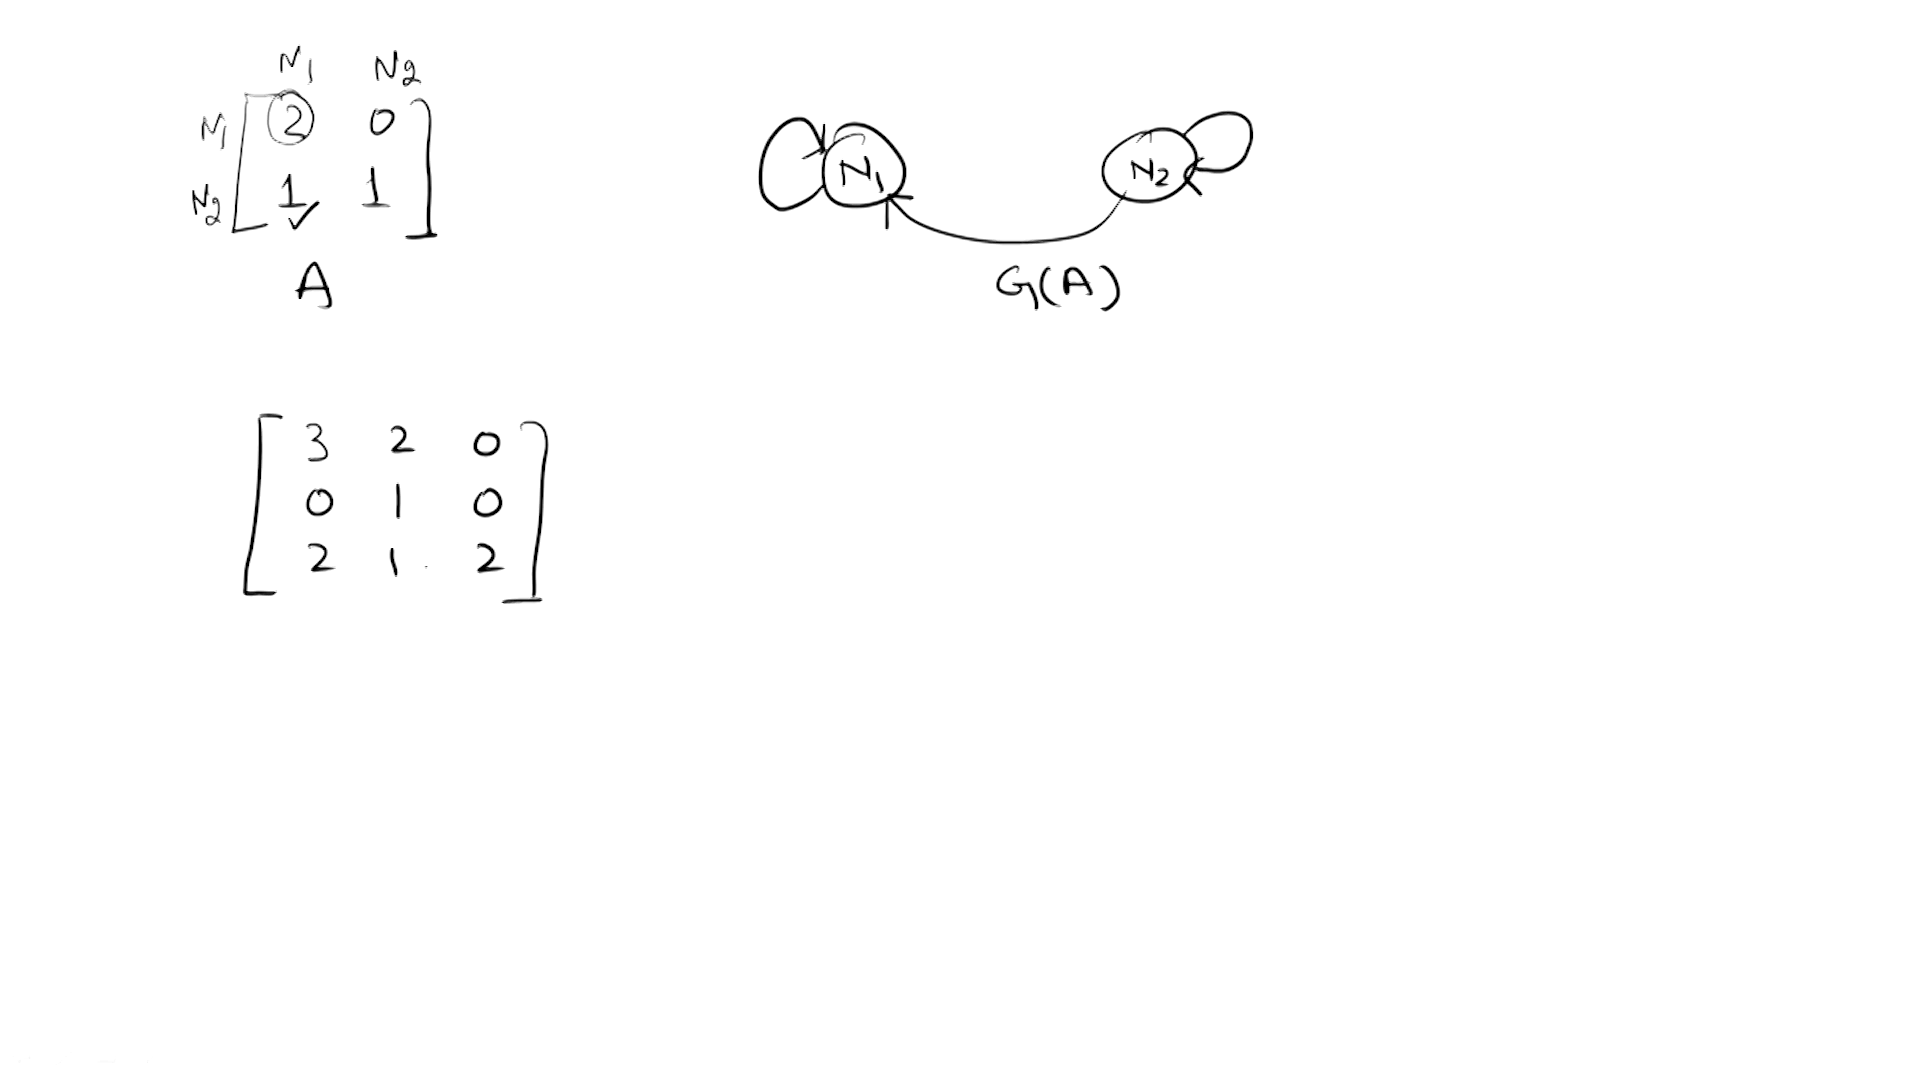 N1 N2
N1 [ 2 0 ]
N2 [ 1 1 ]
A
N1 N2
G(A)
[ 3 2 0 ]
[ 0 1 0 ]
[ 2 1 2 ]